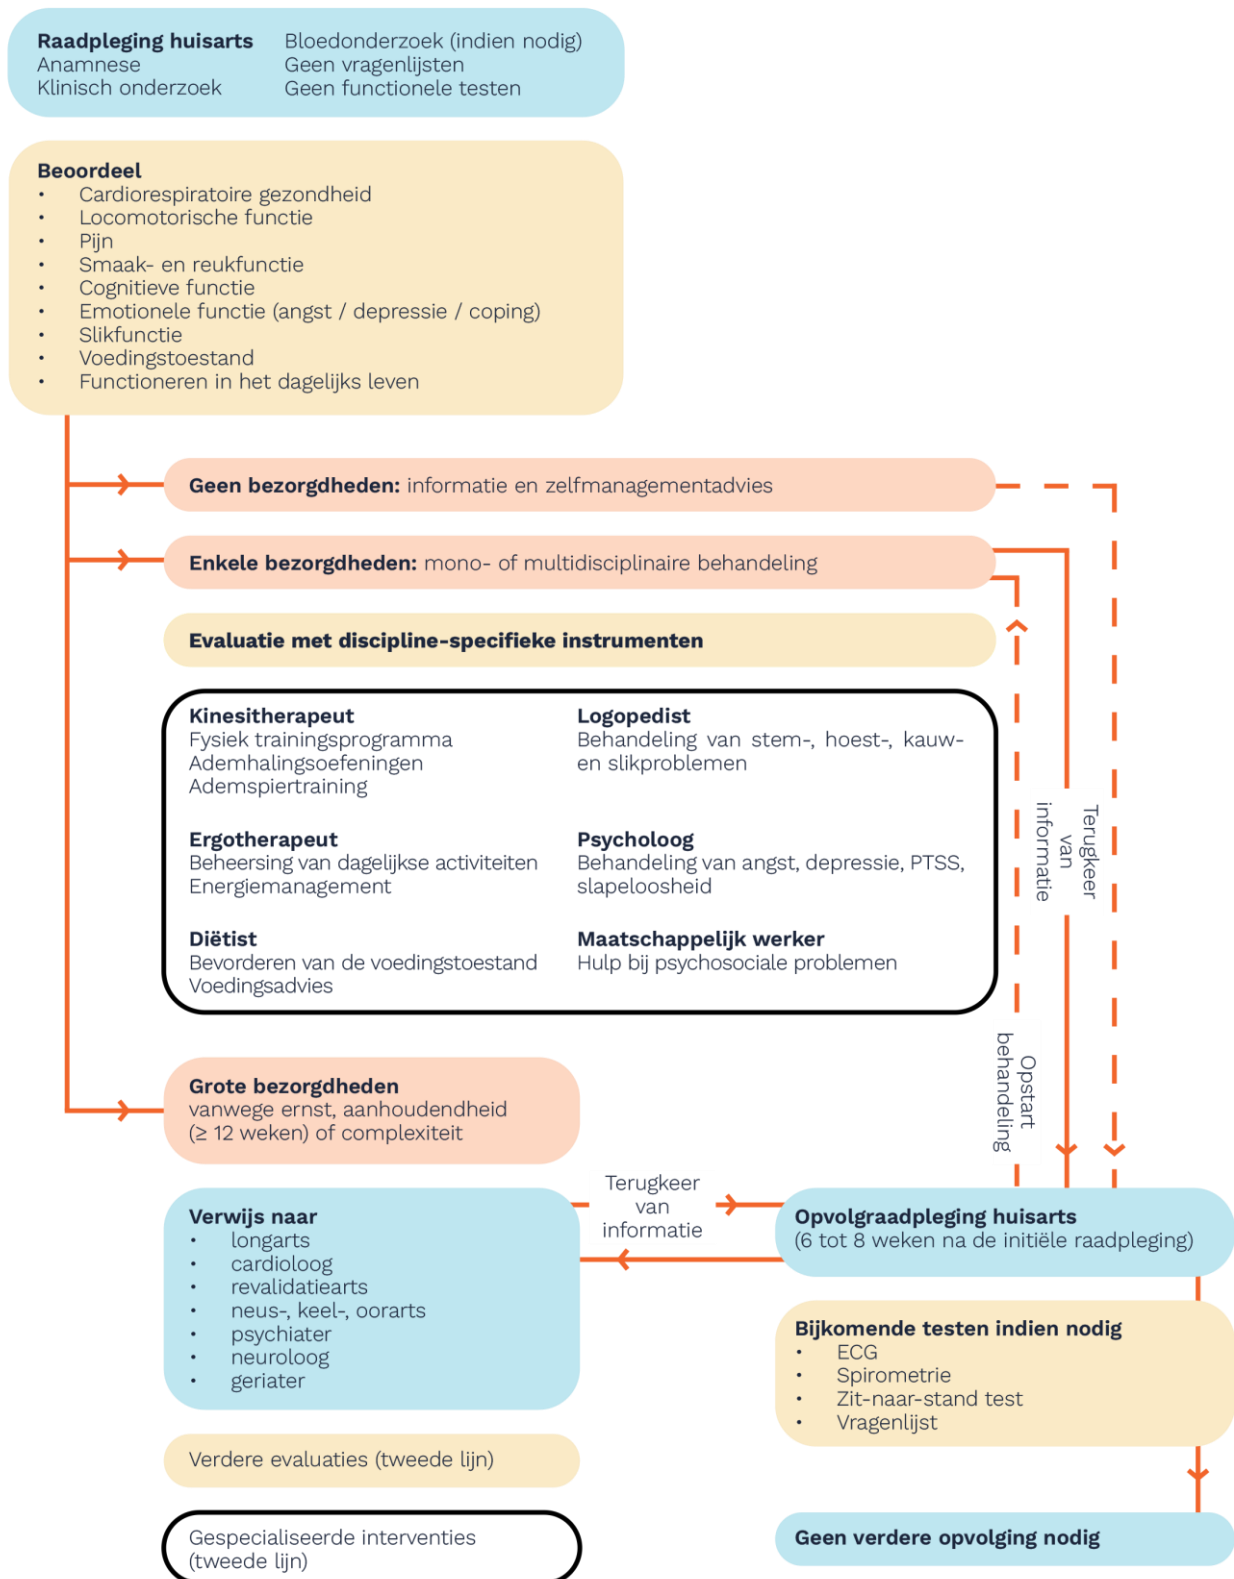 Raadpleging huisarts
Anamnese
Klinisch onderzoek
Bloedonderzoek (indien nodig)
Geen vragenlijsten
Geen functionele testen
Beoordeel
• Cardiorespiratoire gezondheid
• Locomotorische functie
• Pijn
• Smaak- en reukfunctie
• Cognitieve functie
• Emotionele functie (angst / depressie / coping)
• Slikfunctie
• Voedingstoestand
• Functioneren in het dagelijks leven
Geen bezorgdheden: informatie en zelfmanagementadvies
Enkele bezorgdheden: mono- of multidisciplinaire behandeling
Evaluatie met discipline-specifieke instrumenten
Kinesitherapeut
Fysiek trainingsprogramma
Ademhalingsoefeningen
Ademspiertraining
Logopedist
Behandeling van stem-, hoest-, kauw-
en slikproblemen
Ergotherapeut
Beheersing van dagelijkse activiteiten
Energiemanagement
Psycholoog
Behandeling van angst, depressie, PTSS,
slapeloosheid
Diëtist
Bevorderen van de voedingstoestand
Voedingsadvies
Maatschappelijk werker
Hulp bij psychosociale problemen
Terugkeer
van
informatie
Opstart
behandeling
Grote bezorgdheden
vanwege ernst, aanhoudendheid
(≥ 12 weken) of complexiteit
Verwijs naar
• longarts
• cardioloog
• revalidatiearts
• neus-, keel-, oorarts
• psychiater
• neuroloog
• geriater
Terugkeer
van
informatie
Opvolgraadpleging huisarts
(6 tot 8 weken na de initiële raadpleging)
Bijkomende testen indien nodig
• ECG
• Spirometrie
• Zit-naar-stand test
• Vragenlijst
Verdere evaluaties (tweede lijn)
Gespecialiseerde interventies
(tweede lijn)
Geen verdere opvolging nodig